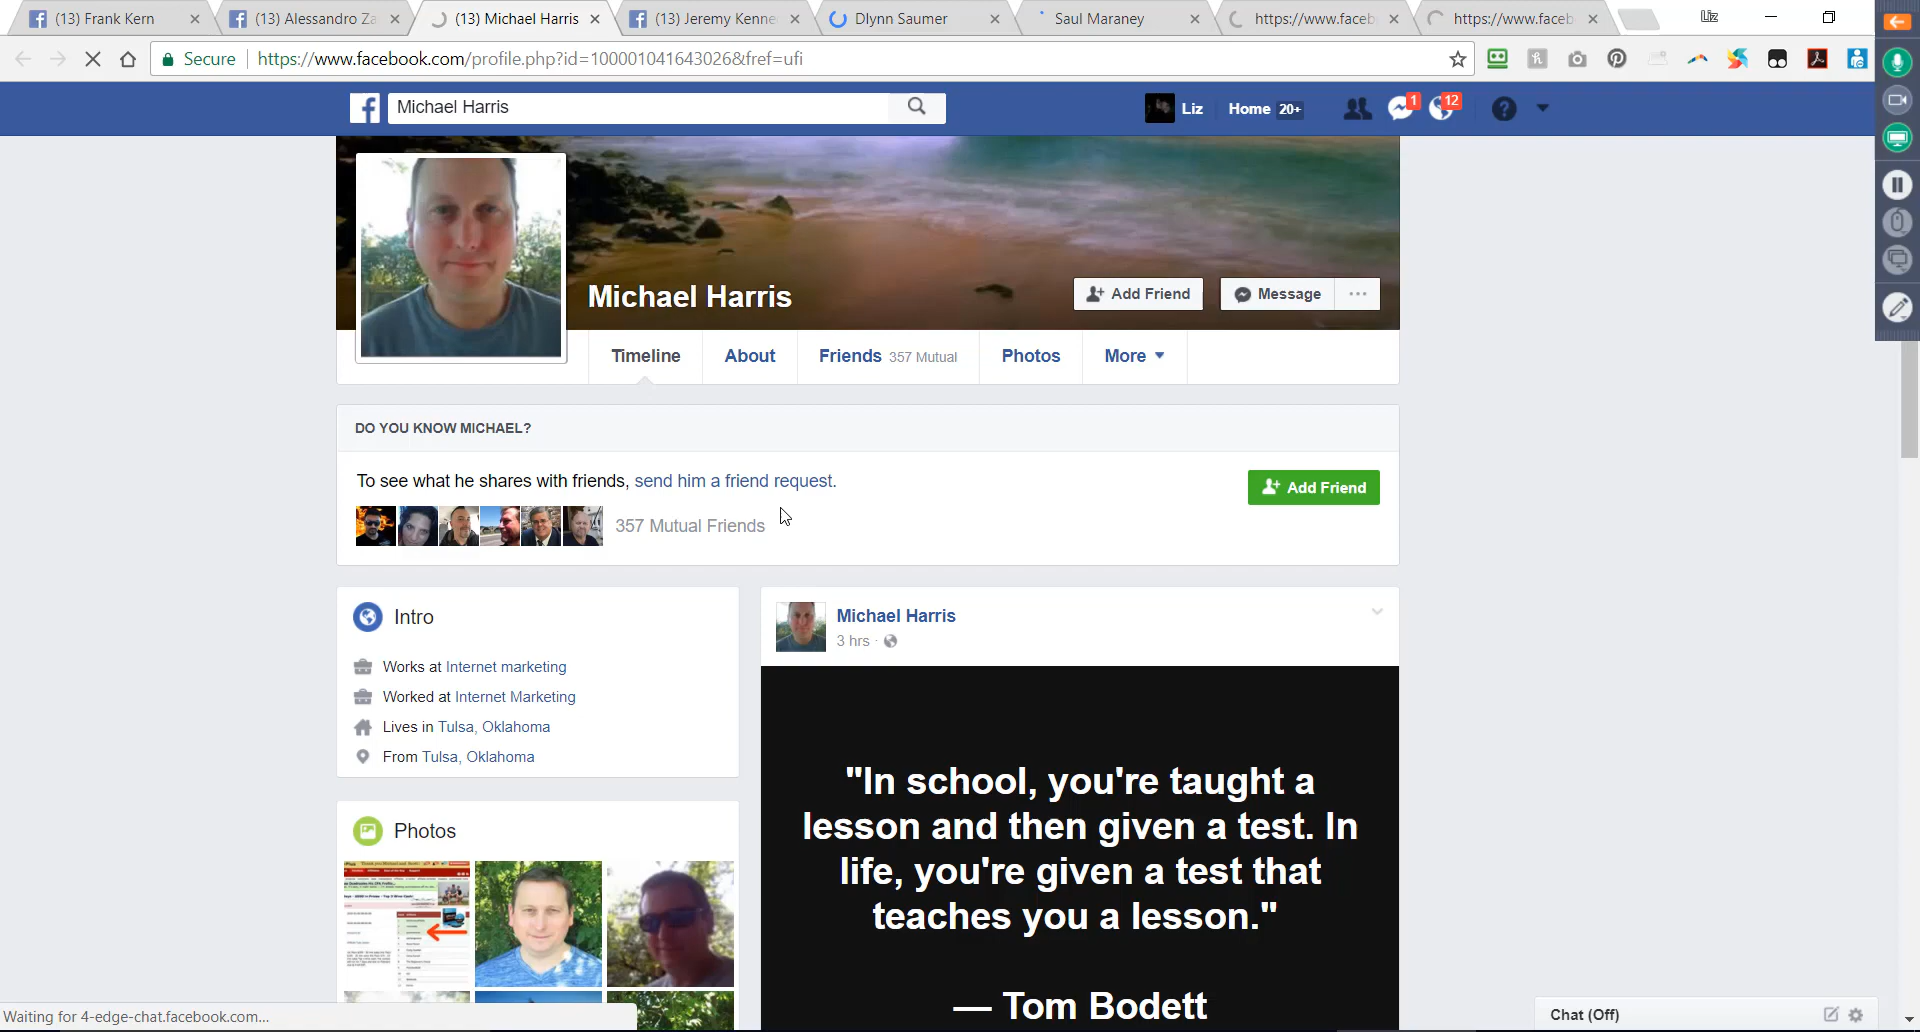 (13) Frank Kern
(13) Alessandro Za
(13) Michael Harris
(13) Jeremy Kenne
Dlynn Saumer
Saul Maraney
https://www.faceb
https://www.faceb
Liz
Secure
https://www.facebook.com/profile.php?id=100001041643026&fref=ufi
Michael Harris
Liz
Home 20+
1
12
Michael Harris
Add Friend
Message
Timeline
About
Friends 357 Mutual
Photos
More
DO YOU KNOW MICHAEL?
To see what he shares with friends, send him a friend request.
Add Friend
357 Mutual Friends
Intro
Works at Internet marketing
Worked at Internet Marketing
Lives in Tulsa, Oklahoma
From Tulsa, Oklahoma
Photos
Michael Harris
3 hrs ·
"In school, you're taught a
lesson and then given a test. In
life, you're given a test that
teaches you a lesson."
— Tom Bodett
Waiting for 4-edge-chat.facebook.com...
Chat (Off)